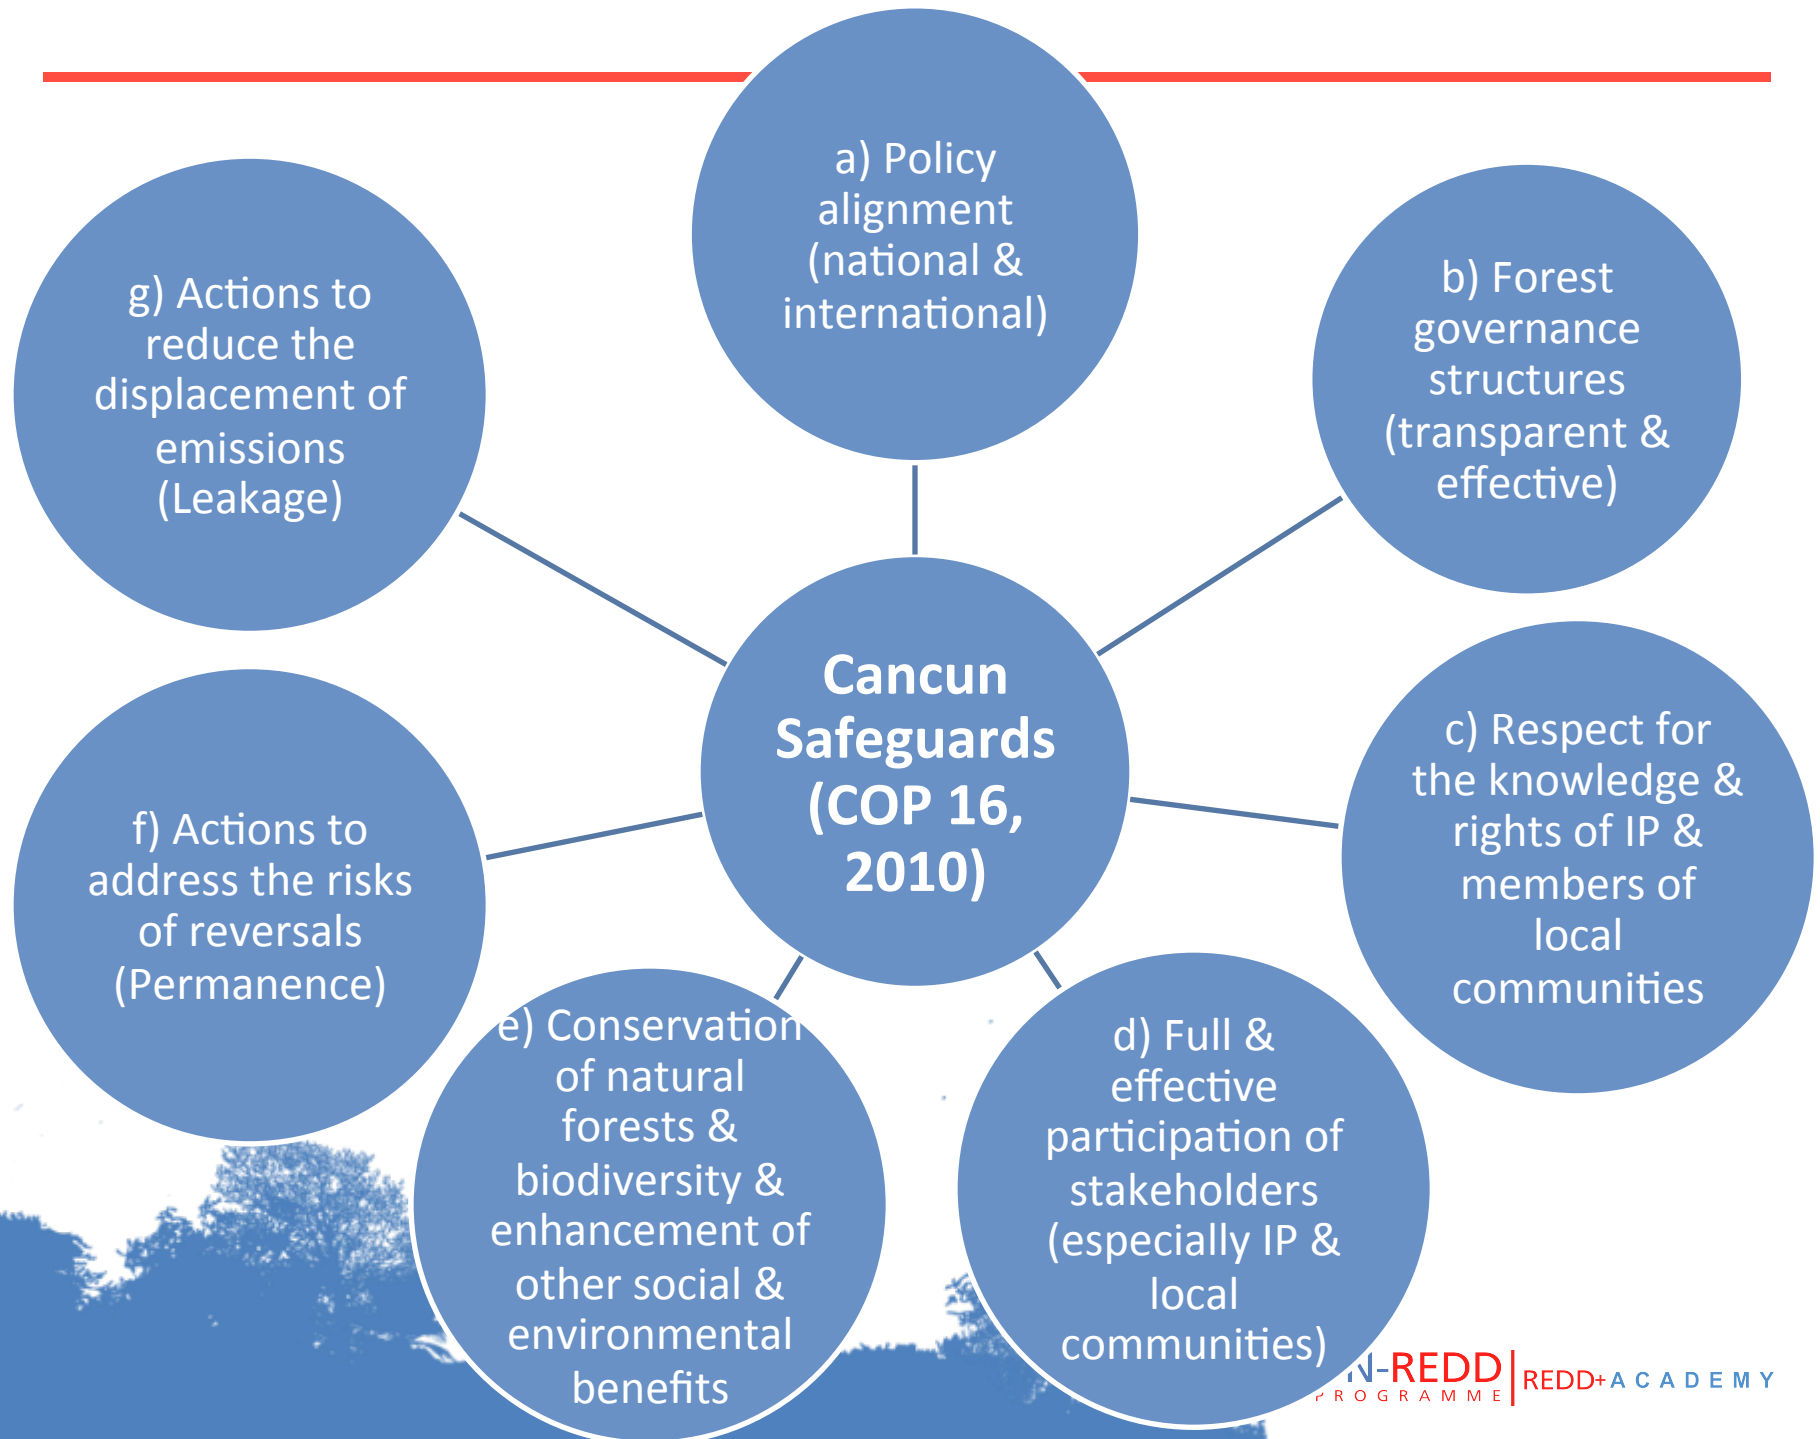 a) Policy
alignment
(national &
international)
b) Forest
governance
structures
(transparent &
effective)
c) Respect for
the knowledge &
rights of IP &
members of
local
communities
d) Full &
effective
participation of
stakeholders
(especially IP &
local
communities)
e) Conservation
of natural
forests &
biodiversity &
enhancement of
other social &
environmental
benefits
f) Actions to
address the risks
of reversals
(Permanence)
g) Actions to
reduce the
displacement of
emissions
(Leakage)
Cancun
Safeguards
(COP 16,
2010)
N-REDD
PROGRAMME
REDD+ACADEMY